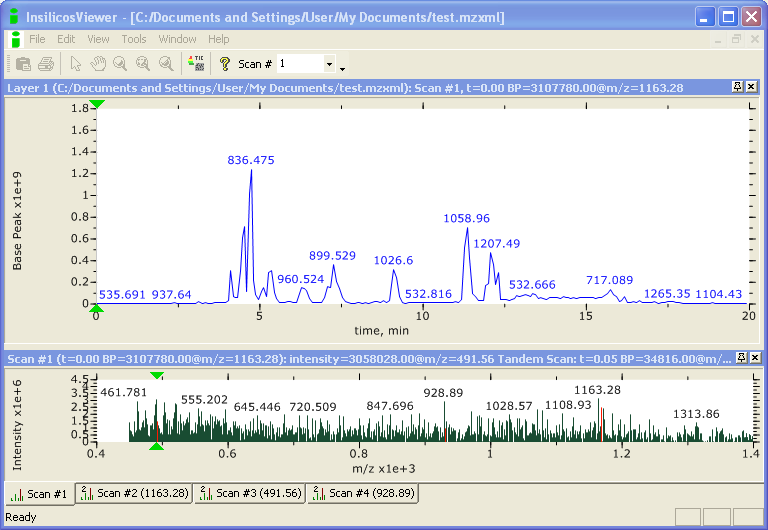 InsilicosViewer - [C:/Documents and Settings/User/My Documents/test.mzxml]
File Edit View Tools Window Help
TIC ? Scan # 1
Layer 1 (C:/Documents and Settings/User/My Documents/test.mzxml): Scan #1, t=0.00 BP=3107780.00@m/z=1163.28
1.8
1.6
1.4
1.2
1
0.8
0.6
0.4
0.2
0
Base Peak x1e+9
836.475
1058.96
1207.49
899.529
1026.6
960.524
532.666
717.089
535.691 937.64
532.816
1265.35 1104.43
0 5 10 15 20
time, min
Scan #1 (t=0.00 BP=3107780.00@m/z=1163.28): intensity=3058028.00@m/z=491.56 Tandem Scan: t=0.05 BP=34816.00@m/...
4.5
3.5
2.5
1.5
0.5
0
Intensity x1e+6
461.781
555.202
645.446
720.509
847.696
928.89
1028.57
1108.93
1163.28
1313.86
0.4 0.6 0.8 1 1.2 1.4
m/z x1e+3
Scan #1
2 Scan #2 (1163.28)
2 Scan #3 (491.56)
2 Scan #4 (928.89)
Ready